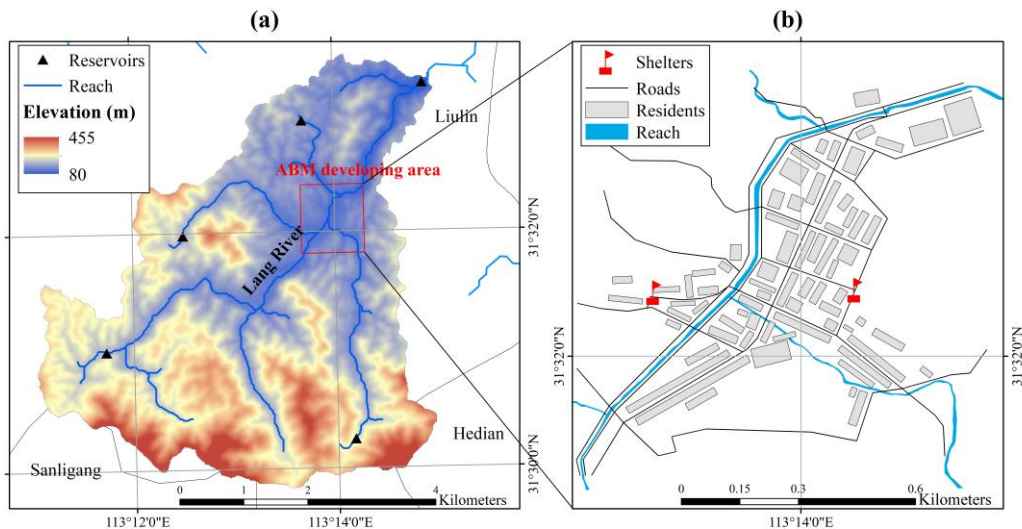 (a)
Reservoirs
Reach
Elevation (m)
455
80
Liulin
ABM developing area
Lang River
Hedian
Sanligang
0 1 2 4
Kilometers
113°12'0"E
113°14'0"E
31°32'0"N
31°30'0"N
(b)
Shelters
Roads
Residents
Reach
31°32'0"N
31°32'0"N
0 0.15 0.3 0.6
Kilometers
113°14'0"E